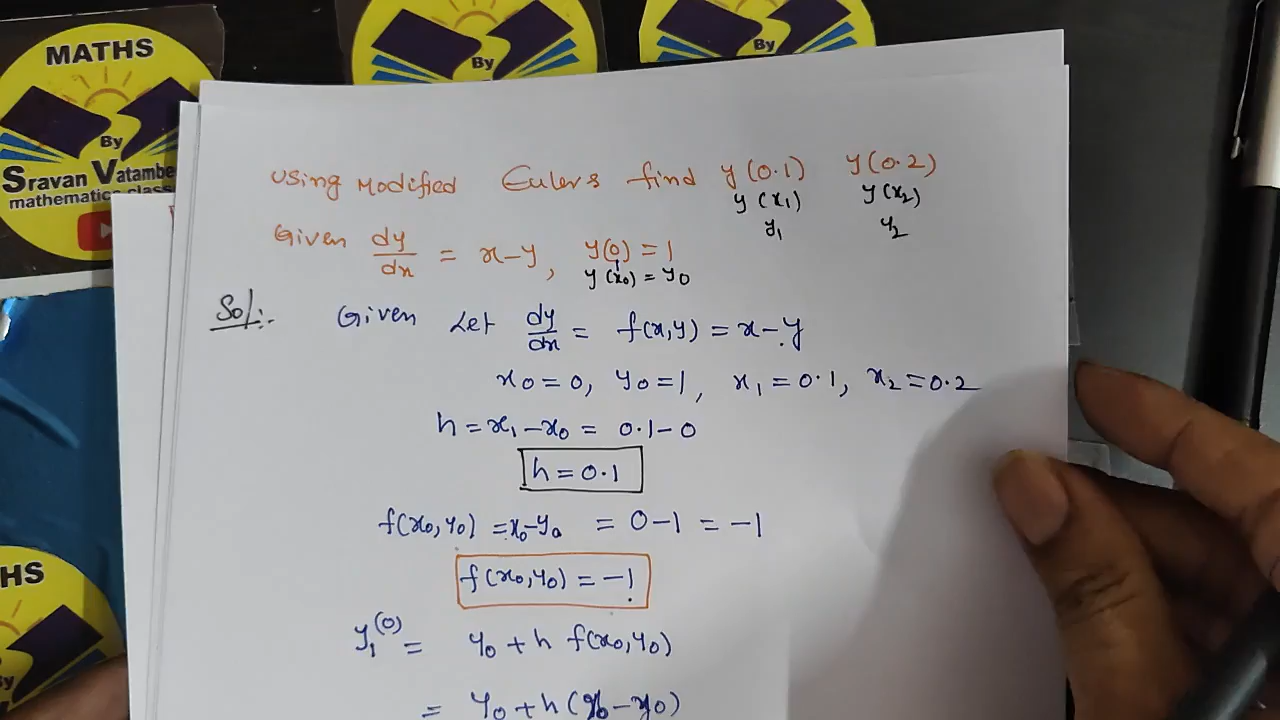 MATHS
By
Sravan Vatambe
mathematics class
By
By
Using Modified Eulers find y(0.1) y(0.2)
y(x₁) y(x₂)
y₁ y₂
Given dy/dx = x-y, y(0)=1
y(x₀) = y₀
Sol:- Given Let dy/dx = f(x,y) = x-y
x₀=0, y₀=1, x₁=0.1, x₂=0.2
h=x₁-x₀ = 0.1-0
h=0.1
f(x₀,y₀) =x₀-y₀ = 0-1 = -1
f(x₀,y₀) = -1
y₁⁽⁰⁾ = y₀+h f(x₀,y₀)
= y₀+h(x₀-y₀)
HS
By